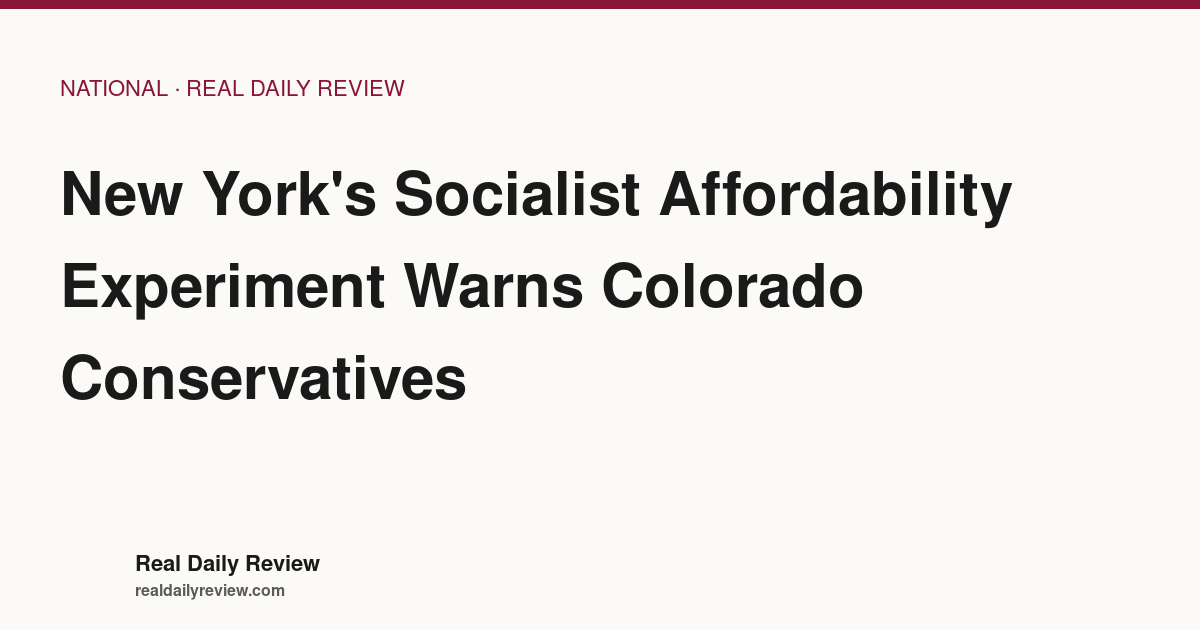 NATIONAL · REAL DAILY REVIEW
New York's Socialist Affordability
Experiment Warns Colorado
Conservatives
Real Daily Review
realdailyreview.com